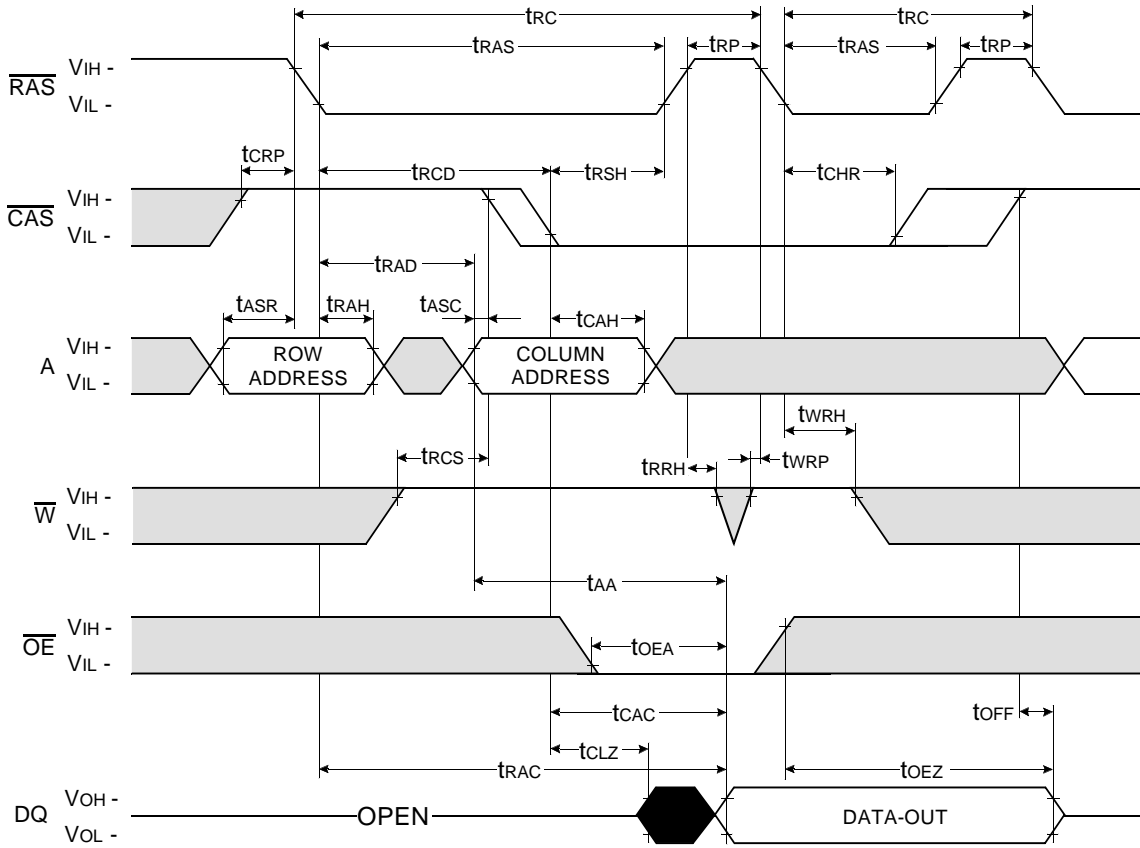 tRC tRC
tRAS tRP tRAS tRP
RAS VIH -
VIL -
tCRP tRCD tRSH tCHR
CAS VIH -
VIL -
tRAD
tASR tRAH tASC tCAH
A VIH -
VIL -
ROW
ADDRESS
COLUMN
ADDRESS
tWRH
tRCS tRRH tWRP
W VIH -
VIL -
tAA
OE VIH -
VIL -
tOEA
tCAC tOFF
tCLZ
tRAC tOEZ
DQ VOH -
VOL -
OPEN DATA-OUT